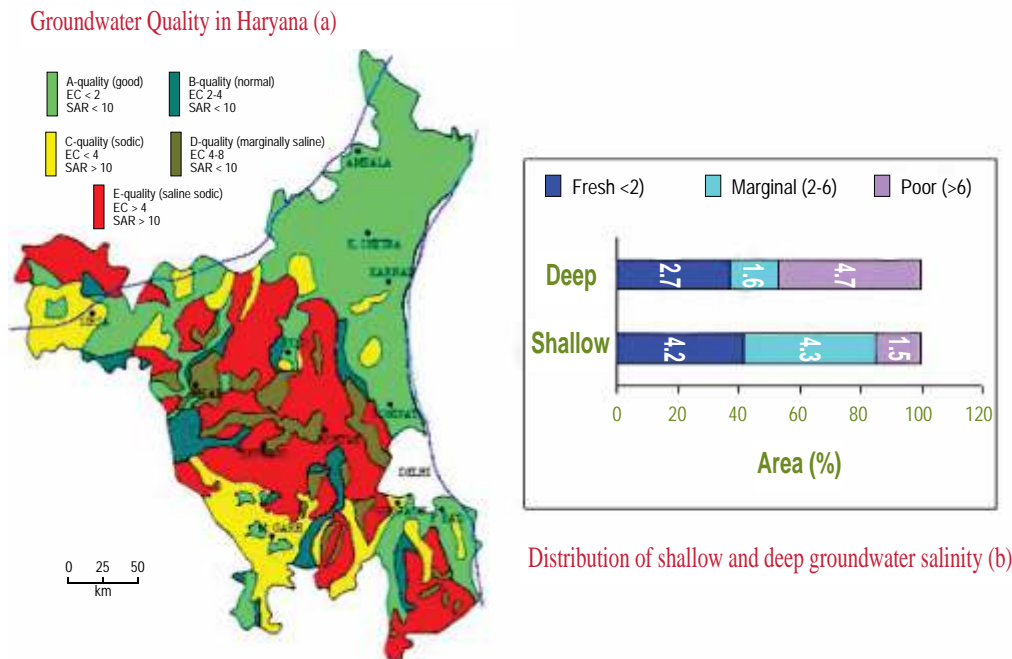 Groundwater Quality in Haryana (a)
A-quality (good)
EC < 2
SAR < 10
B-quality (normal)
EC 2-4
SAR < 10
C-quality (sodic)
EC < 4
SAR > 10
D-quality (marginally saline)
EC 4-8
SAR < 10
E-quality (saline sodic)
EC > 4
SAR > 10
AMBALA
DELHI
0 25 50
km
Fresh <2)
Marginal (2-6)
Poor (>6)
Deep
2.7
1.6
4.7
Shallow
4.2
4.3
1.5
0 20 40 60 80 100 120
Area (%)
Distribution of shallow and deep groundwater salinity (b)